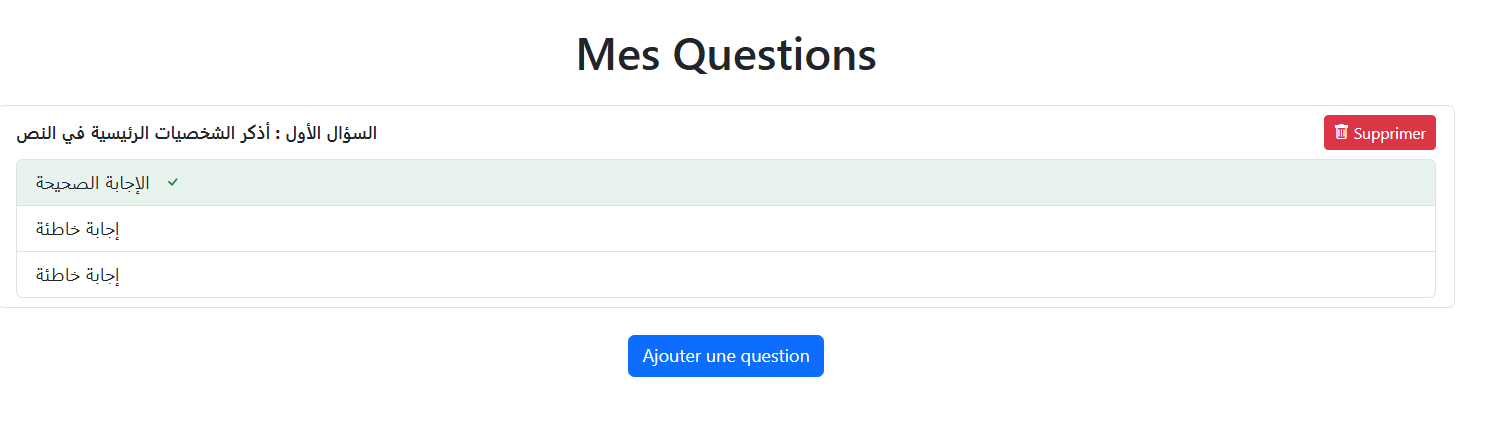 Mes Questions
السؤال الأول : أذكر الشخصيات الرئيسية في النص
Supprimer
الإجابة الصحيحة
إجابة خاطئة
إجابة خاطئة
Ajouter une question